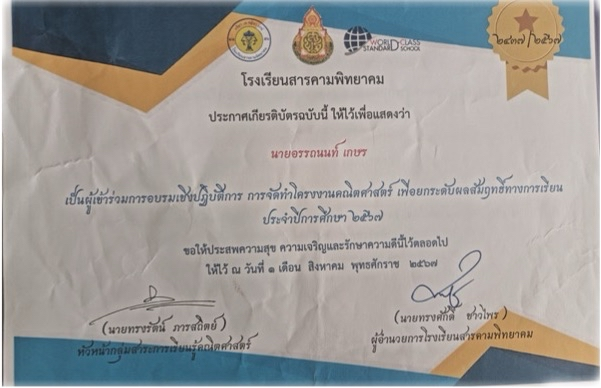 WORLD CLASS
STANDARD SCHOOL
๒๔๓๗/๒๕๖๗
โรงเรียนสารคามพิทยาคม
ประกาศเกียรติบัตรฉบับนี้ ให้ไว้เพื่อแสดงว่า
นายอรรถนนท์ เกษร
เป็นผู้เข้าร่วมการอบรมเชิงปฏิบัติการ การจัดทำโครงงานคณิตศาสตร์ เพื่อยกระดับผลสัมฤทธิ์ทางการเรียน
ประจำปีการศึกษา ๒๕๖๗
ขอให้ประสพความสุข ความเจริญและรักษาความดีนี้ไว้ตลอดไป
ให้ไว้ ณ วันที่ ๑ เดือน สิงหาคม พุทธศักราช ๒๕๖๗
(นายทรงรัตน์ ภารสถิตย์)
หัวหน้ากลุ่มสาระการเรียนรู้คณิตศาสตร์
(นายทรงศักดิ์ ชาวไพร)
ผู้อำนวยการโรงเรียนสารคามพิทยาคม